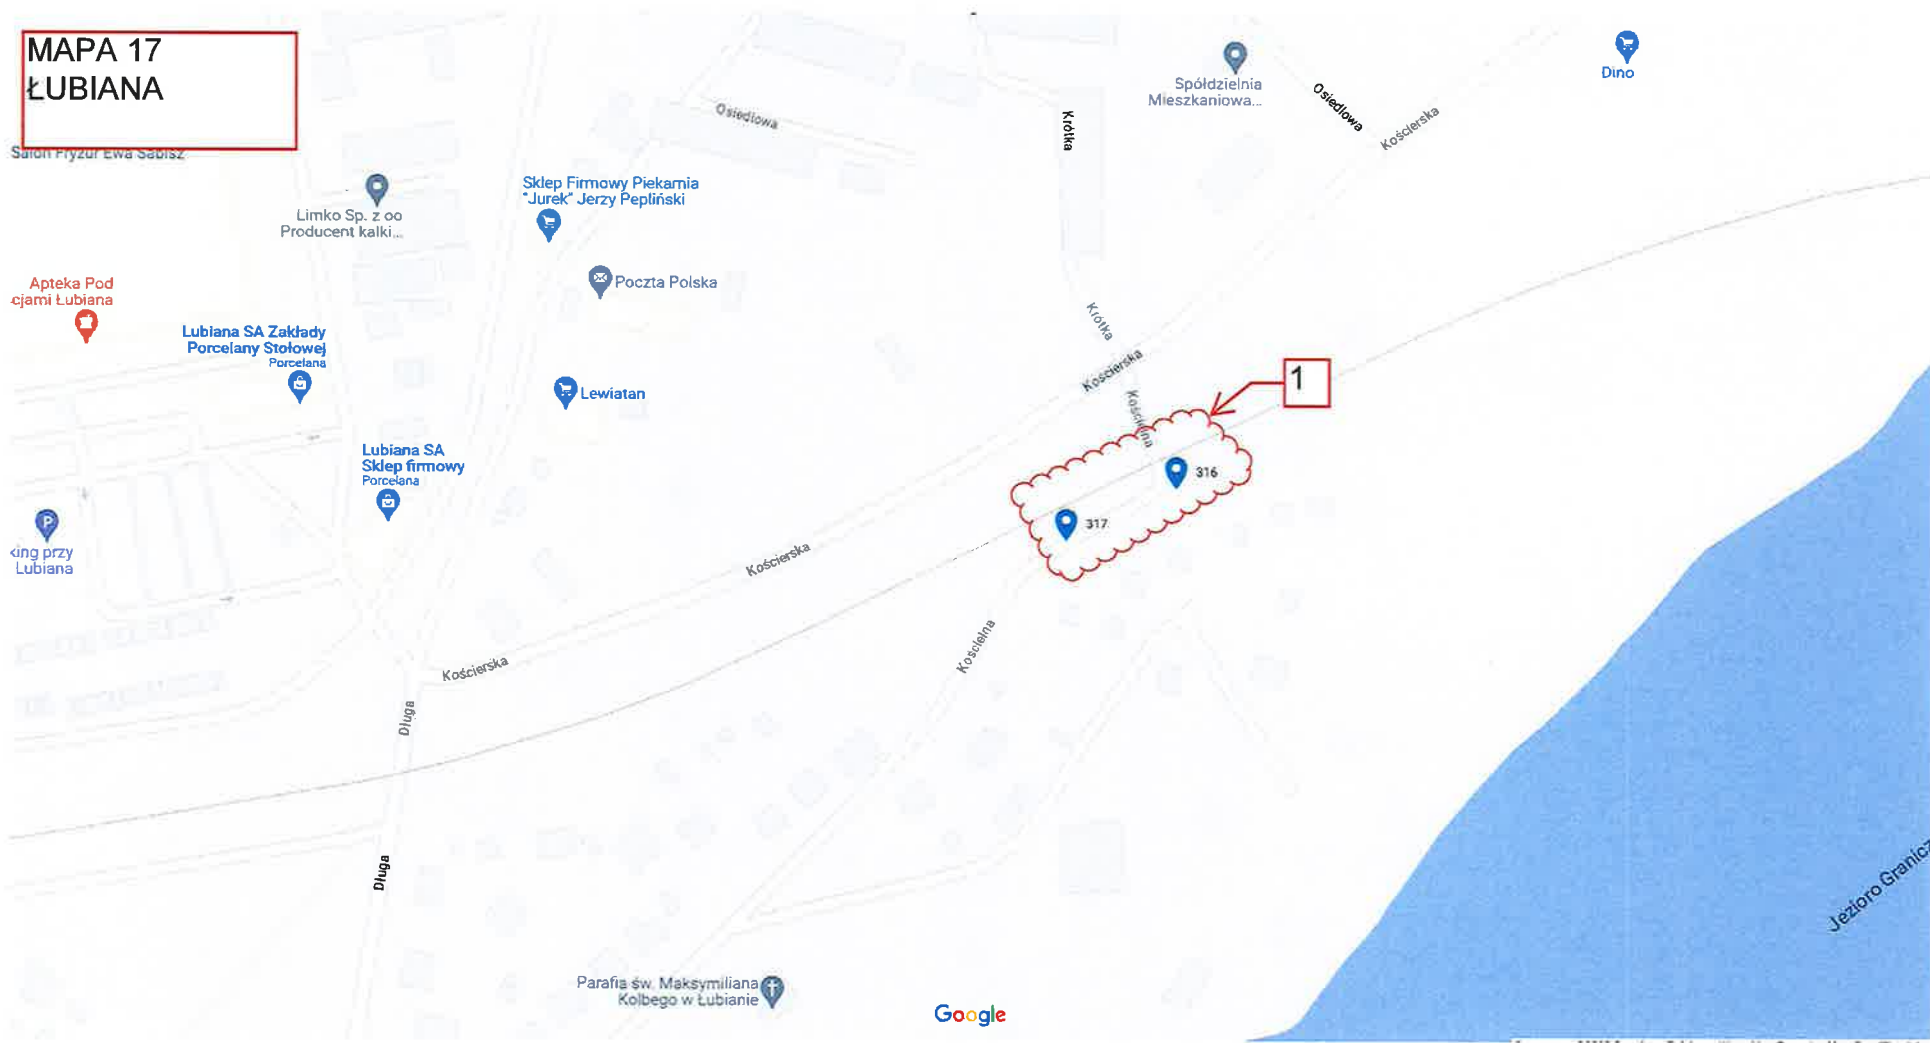 MAPA 17
ŁUBIANA
Salon Fryzur Ewa Sabisz
Spółdzielnia
Mieszkaniowa...
Dino
Osiedlowa
Osiedlowa
Kościerska
Krótka
Limko Sp. z oo
Producent kalki...
Sklep Firmowy Piekarnia
"Jurek" Jerzy Pepliński
Poczta Polska
Apteka Pod
cjami Łubiana
Lubiana SA Zakłady
Porcelany Stołowej
Porcelana
Krótka
Kościerska
1
Lewiatan
Kościelna
Lubiana SA
Sklep firmowy
Porcelana
316
317
king przy
Lubiana
Kościerska
Kościerska
Kościelna
Długa
Długa
Jezioro Granicz
Parafia św. Maksymiliana
Kolbego w Łubianie
Google